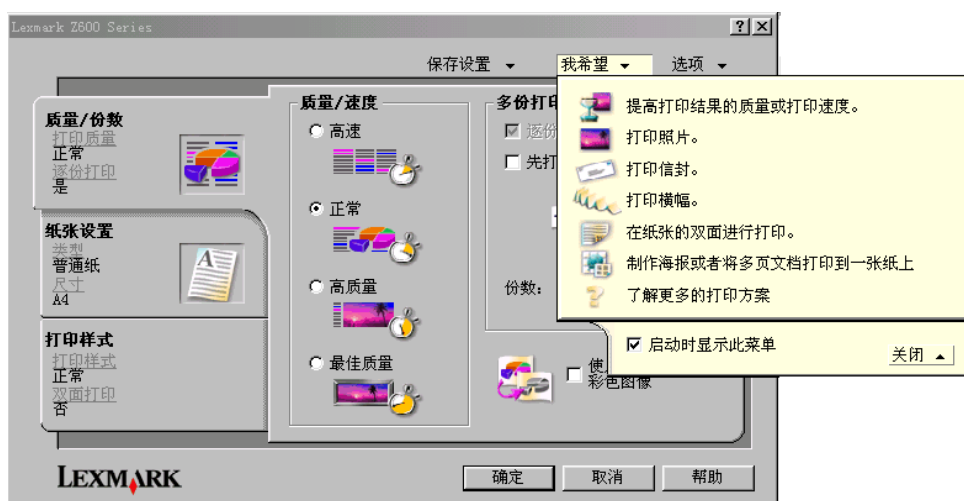 Lexmark Z600 Series
保存设置
我希望
选项
质量/份数
打印质量
正常
逐份打印
是
纸张设置
类型
普通纸
尺寸
A4
打印样式
打印样式
正常
双面打印
否
质量/速度
高速
正常
高质量
最佳质量
多份打印
逐份
先打
份数:
彩色图像
提高打印结果的质量或打印速度。
打印照片。
打印信封。
打印横幅。
在纸张的双面进行打印。
制作海报或者将多页文档打印到一张纸上
了解更多的打印方案
启动时显示此菜单
关闭
LEXMARK
确定
取消
帮助